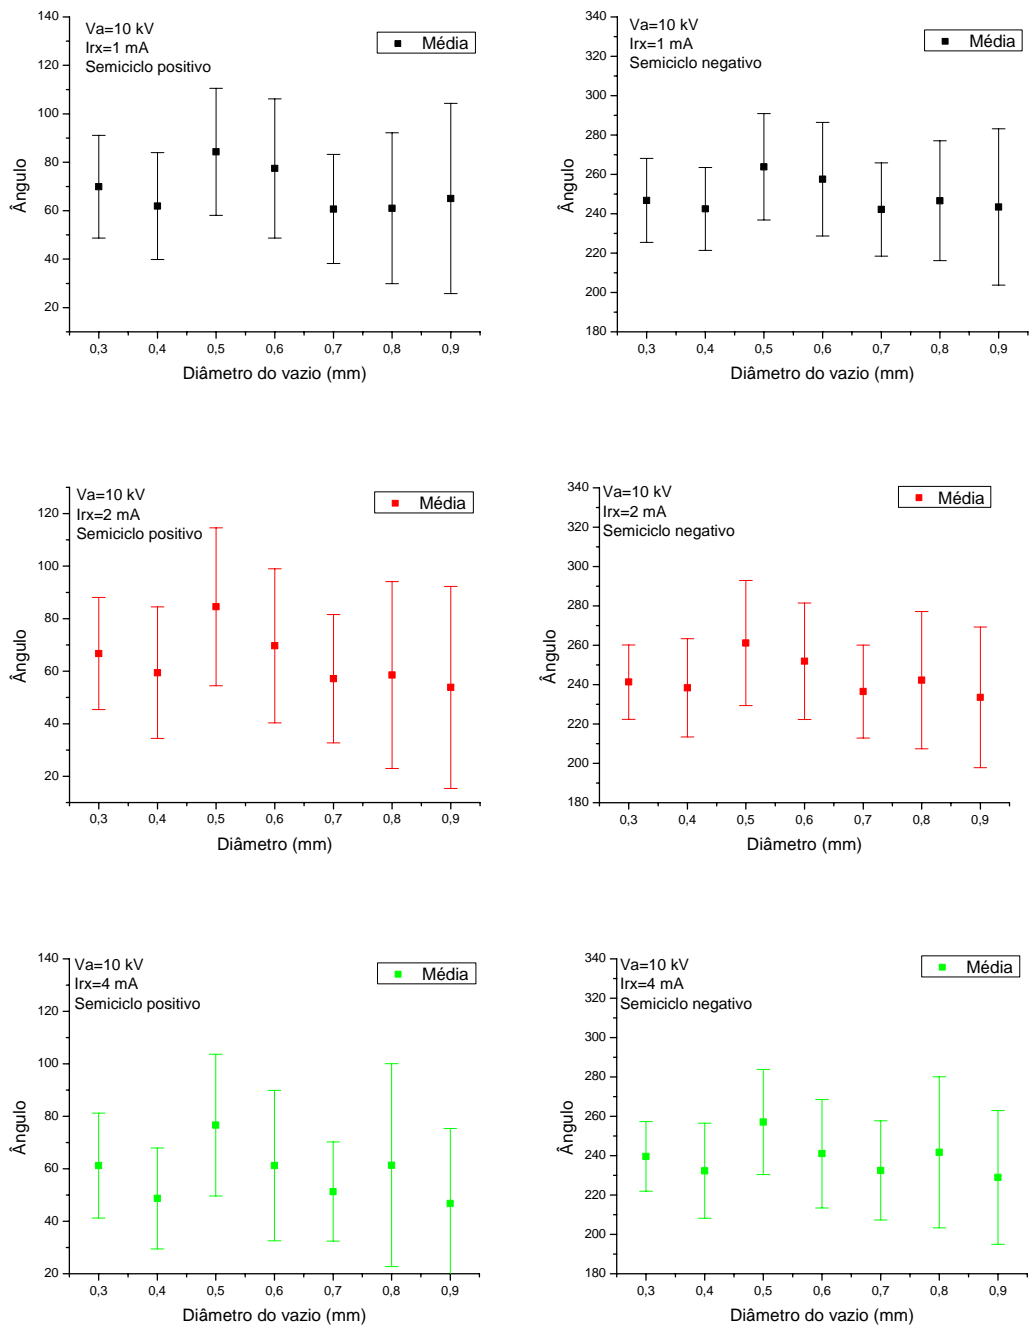 Va=10 kV
Irx=1 mA
Semiciclo positivo
Média
140
120
100
80
60
40
20
Ângulo
0,3 0,4 0,5 0,6 0,7 0,8 0,9
Diâmetro do vazio (mm)
Va=10 kV
Irx=1 mA
Semiciclo negativo
Média
340
320
300
280
260
240
220
200
180
Ângulo
0,3 0,4 0,5 0,6 0,7 0,8 0,9
Diâmetro do vazio (mm)
Va=10 kV
Irx=2 mA
Semiciclo positivo
Média
120
100
80
60
40
20
Ângulo
0,3 0,4 0,5 0,6 0,7 0,8 0,9
Diâmetro (mm)
Va=10 kV
Irx=2 mA
Semiciclo negativo
Média
340
320
300
280
260
240
220
200
180
Ângulo
0,3 0,4 0,5 0,6 0,7 0,8 0,9
Diâmetro (mm)
Va=10 kV
Irx=4 mA
Semiciclo positivo
Média
140
120
100
80
60
40
20
Ângulo
0,3 0,4 0,5 0,6 0,7 0,8 0,9
Diâmetro do vazio (mm)
Va=10 kV
Irx=4 mA
Semiciclo negativo
Média
340
320
300
280
260
240
220
200
180
Ângulo
0,3 0,4 0,5 0,6 0,7 0,8 0,9
Diâmetro do vazio (mm)